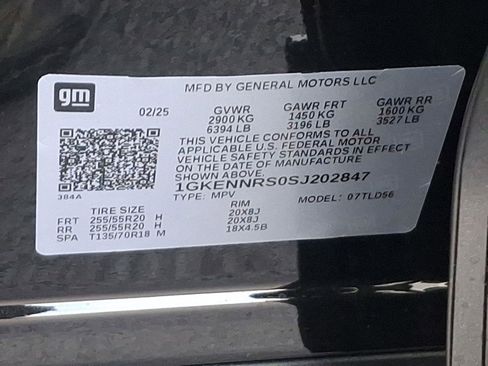 gm
MFD BY GENERAL MOTORS LLC
02/25 GVWR GAWR FRT GAWR RR
2900 KG 1450 KG 1600 KG
6394 LB 3196 LB 3527 LB
THIS VEHICLE CONFORMS TO ALL
APPLICABLE U.S. FEDERAL MOTOR
VEHICLE SAFETY STANDARDS IN EFFECT
ON THE DATE OF MANUFACTURE
SHOWN ABOVE.
1GKENNRS0SJ202847
384A TYPE: MPV MODEL: 07TLD56
TIRE SIZE RIM
FRT 255/55R20 H 20X8J
RR 255/55R20 H 20X8J
SPA T135/70R18 M 18X4.5B